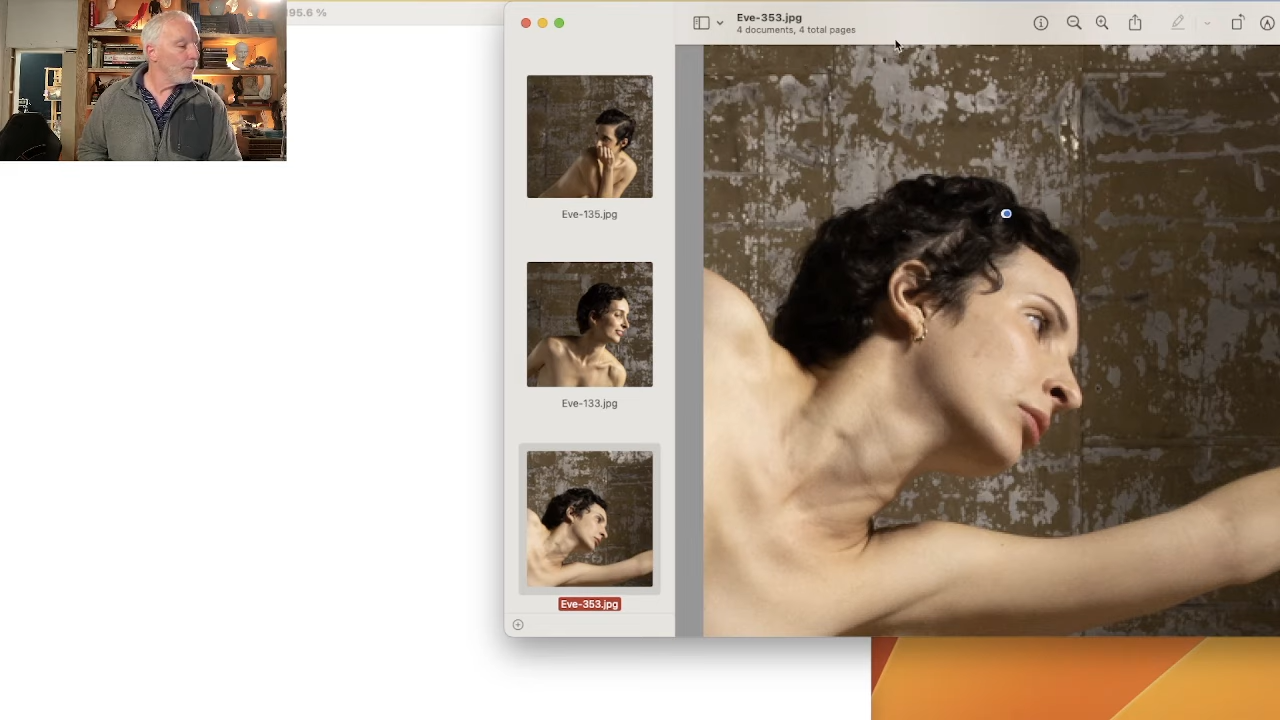 95.6 %
Eve-353.jpg
4 documents, 4 total pages
Eve-135.jpg
Eve-133.jpg
Eve-353.jpg